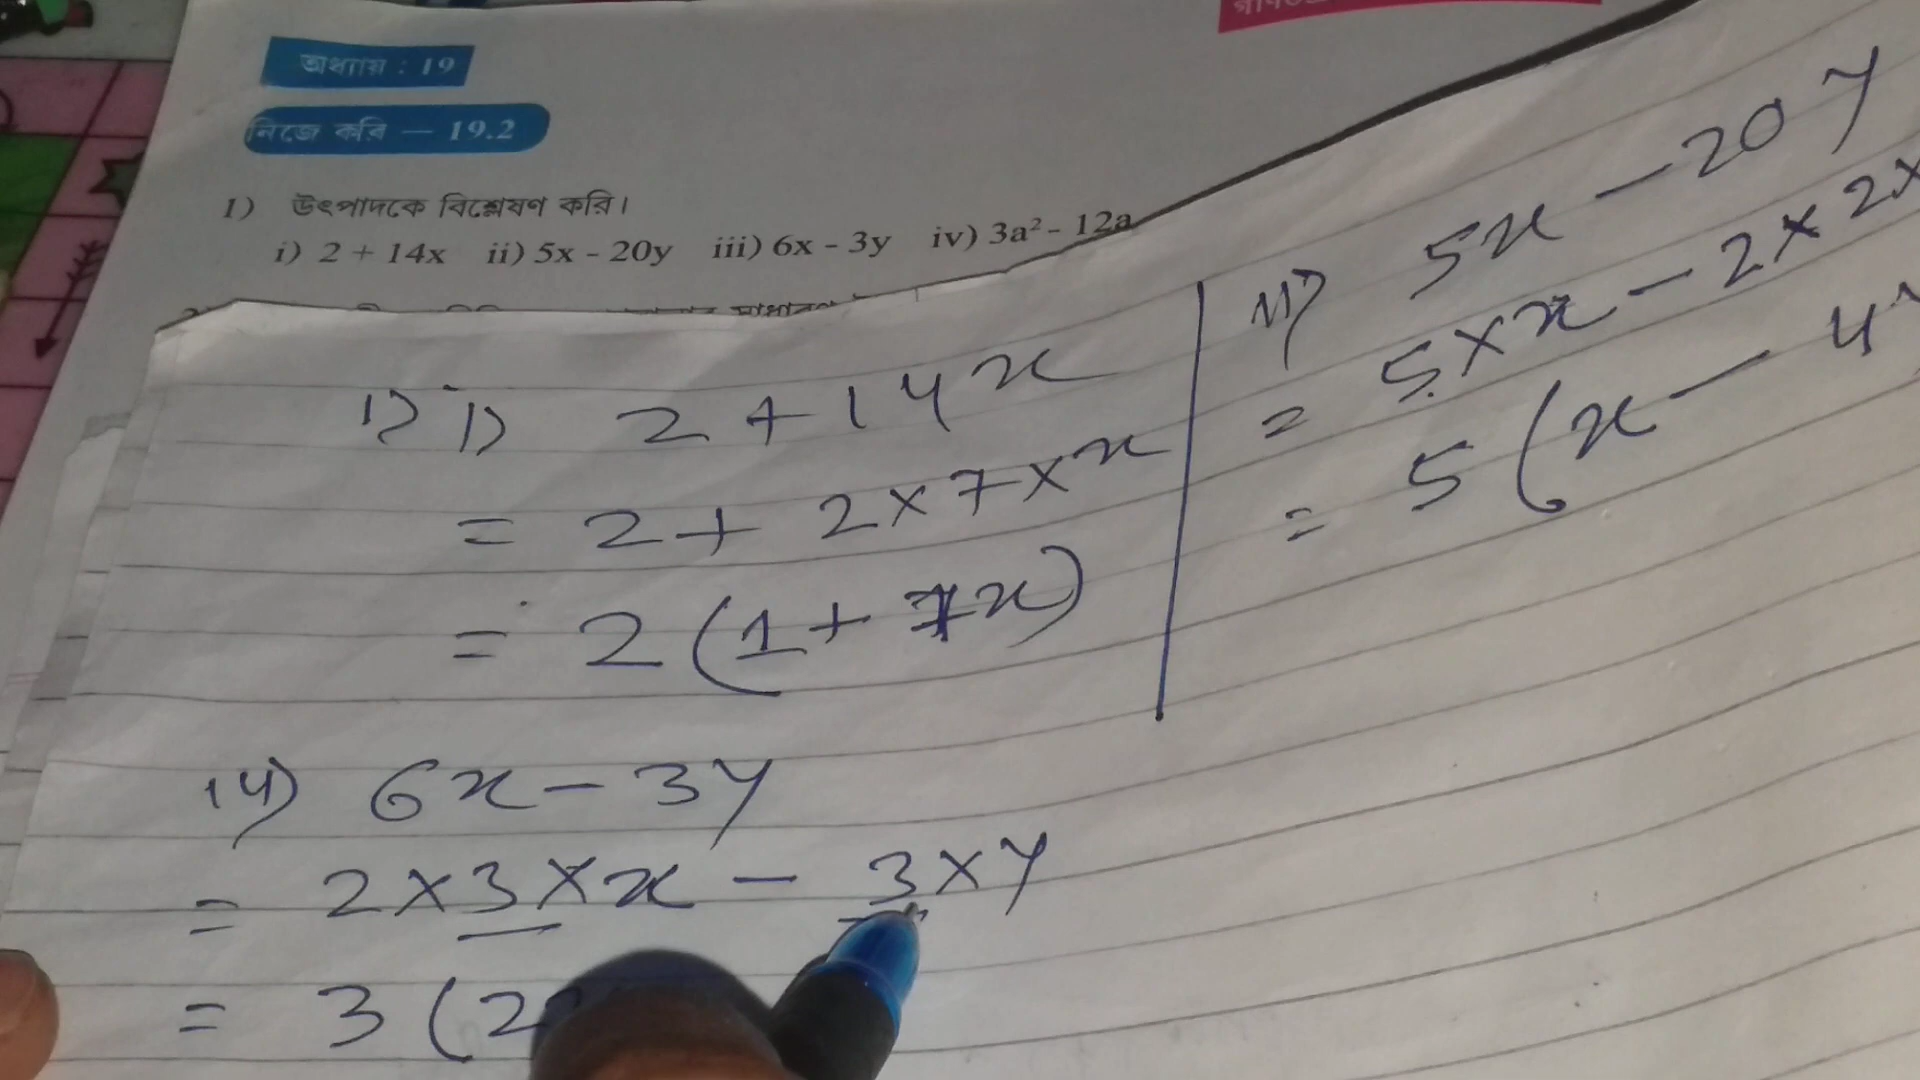 অধ্যায় : 19
নিজে করি — 19.2
1) উৎপাদকে বিশ্লেষণ করি।
i) 2 + 14x ii) 5x - 20y iii) 6x - 3y iv) 3a² - 12a
1) i) 2 + 14x
= 2 + 2 × 7 × x
= 2 (1 + 7x)
ii) 5x - 20y
= 5 × x - 2 × 2 ×
= 5 (x - 4
6x - 3y
= 2 × 3 × x - 3 × y
= 3 (2